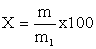 X = m/m₁ x100